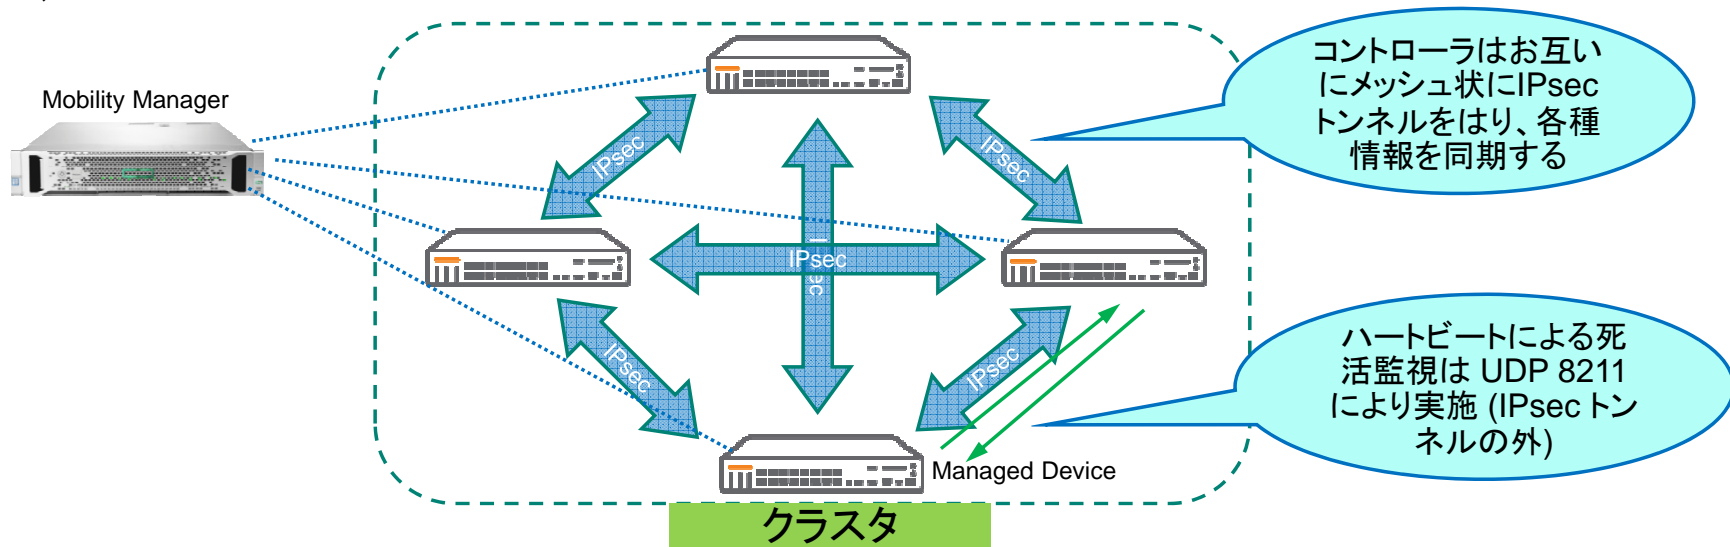 コントローラはお互い
にメッシュ状にIPsec
トンネルをはり、各種
情報を同期する
Mobility Manager
IPsec
IPsec
IPsec
IPsec
IPsec
IPsec
ハートビートによる死
活監視は UDP 8211
により実施 (IPsec トン
ネルの外)
Managed Device
クラスタ